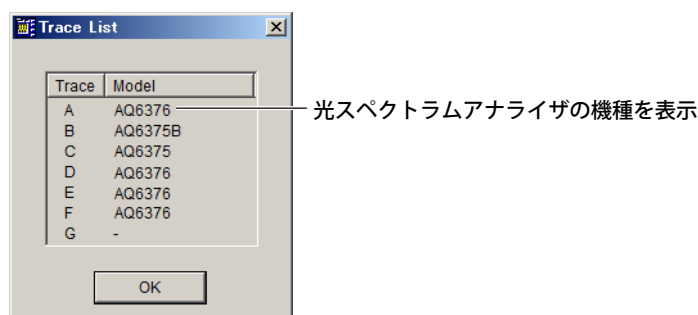 Trace List
Trace Model
A AQ6376
光スペクトラムアナライザの機種を表示
B AQ6375B
C AQ6375
D AQ6376
E AQ6376
F AQ6376
G -
OK